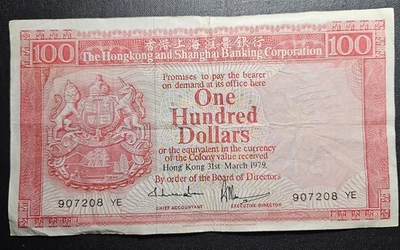 100 香港上海滙豐銀行 100
The Hongkong and Shanghai Banking Corporation
Promises to pay the bearer
on demand at its office here
One
Hundred
Dollars
or the equivalent in the currency
of the Colony value received
Hong Kong 31st March 1979.
By order of the Board of Directors
907208 YE
CHIEF ACCOUNTANT
EXECUTIVE DIRECTOR
907208 YE